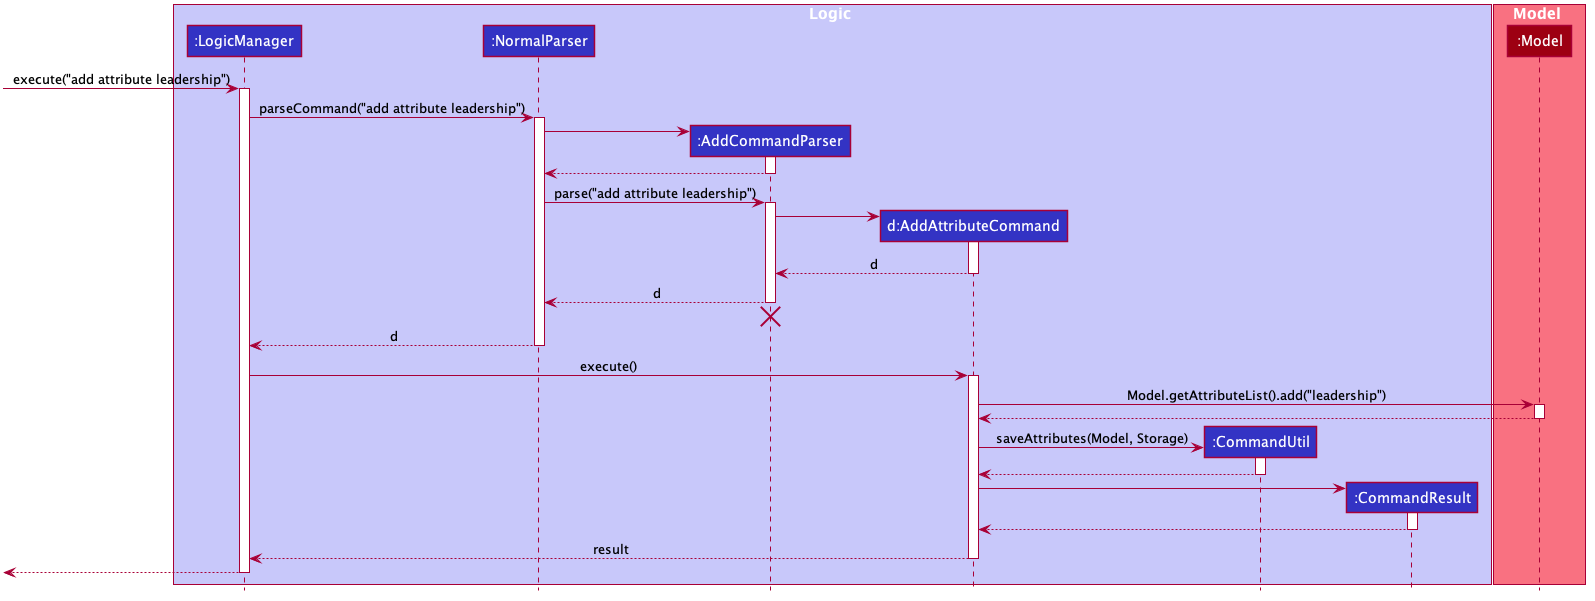 Logic
Model
:LogicManager
:NormalParser
:Model
execute("add attribute leadership")
parseCommand("add attribute leadership")
:AddCommandParser
parse("add attribute leadership")
d:AddAttributeCommand
d
d
d
execute()
Model.getAttributeList().add("leadership")
saveAttributes(Model, Storage)
:CommandUtil
:CommandResult
result